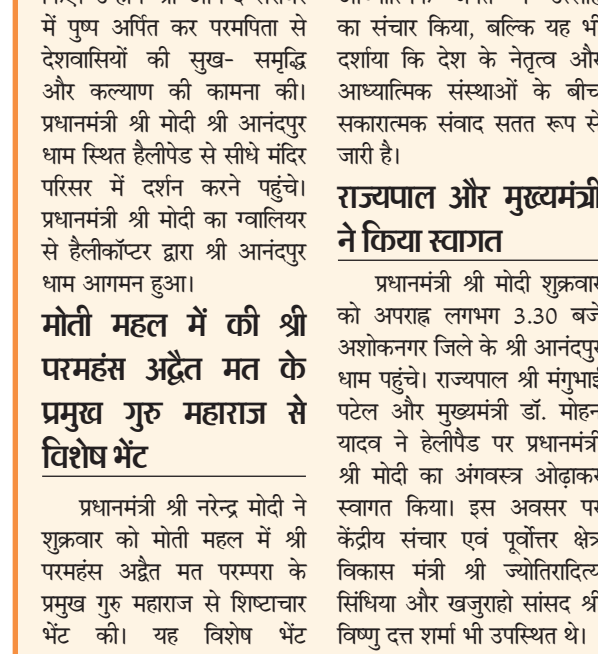 में पुष्प अर्पित कर परमपिता से
देशवासियों की सुख- समृद्धि
और कल्याण की कामना की।
प्रधानमंत्री श्री मोदी श्री आनंदपुर
धाम स्थित हैलीपेड से सीधे मंदिर
परिसर में दर्शन करने पहुंचे।
प्रधानमंत्री श्री मोदी का ग्वालियर
से हैलीकॉप्टर द्वारा श्री आनंदपुर
धाम आगमन हुआ।
मोती महल में की श्री
परमहंस अद्वैत मत के
प्रमुख गुरु महाराज से
विशेष भेंट
प्रधानमंत्री श्री नरेन्द्र मोदी ने
शुक्रवार को मोती महल में श्री
परमहंस अद्वैत मत परम्परा के
प्रमुख गुरु महाराज से शिष्टाचार
भेंट की। यह विशेष भेंट
का संचार किया, बल्कि यह भी
दर्शाया कि देश के नेतृत्व और
आध्यात्मिक संस्थाओं के बीच
सकारात्मक संवाद सतत रूप से
जारी है।
राज्यपाल और मुख्यमंत्री
ने किया स्वागत
प्रधानमंत्री श्री मोदी शुक्रवार
को अपराह्न लगभग 3.30 बजे
अशोकनगर जिले के श्री आनंदपुर
धाम पहुंचे। राज्यपाल श्री मंगुभाई
पटेल और मुख्यमंत्री डॉ. मोहन
यादव ने हेलीपैड पर प्रधानमंत्री
श्री मोदी का अंगवस्त्र ओढ़ाकर
स्वागत किया। इस अवसर पर
केंद्रीय संचार एवं पूर्वोत्तर क्षेत्र
विकास मंत्री श्री ज्योतिरादित्य
सिंधिया और खजुराहो सांसद श्री
विष्णु दत्त शर्मा भी उपस्थित थे।